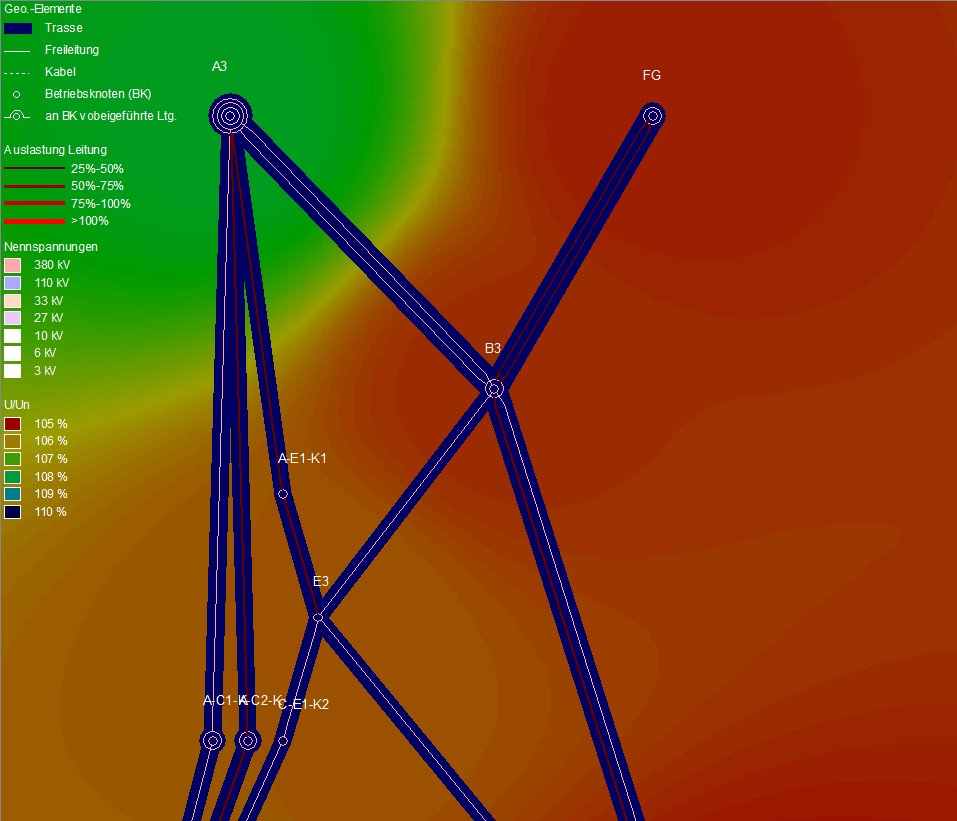 Geo.-Elemente
Trasse
Freileitung
Kabel
Betriebsknoten (BK)
an BK vobeigeführte Ltg.
Auslastung Leitung
25%-50%
50%-75%
75%-100%
>100%
Nennspannungen
380 kV
110 kV
33 kV
27 kV
10 kV
6 kV
3 kV
U/Un
105 %
106 %
107 %
108 %
109 %
110 %
A3
FG
B3
A-E1-K1
E3
A-C1-K
A-C2-K
C-E1-K2